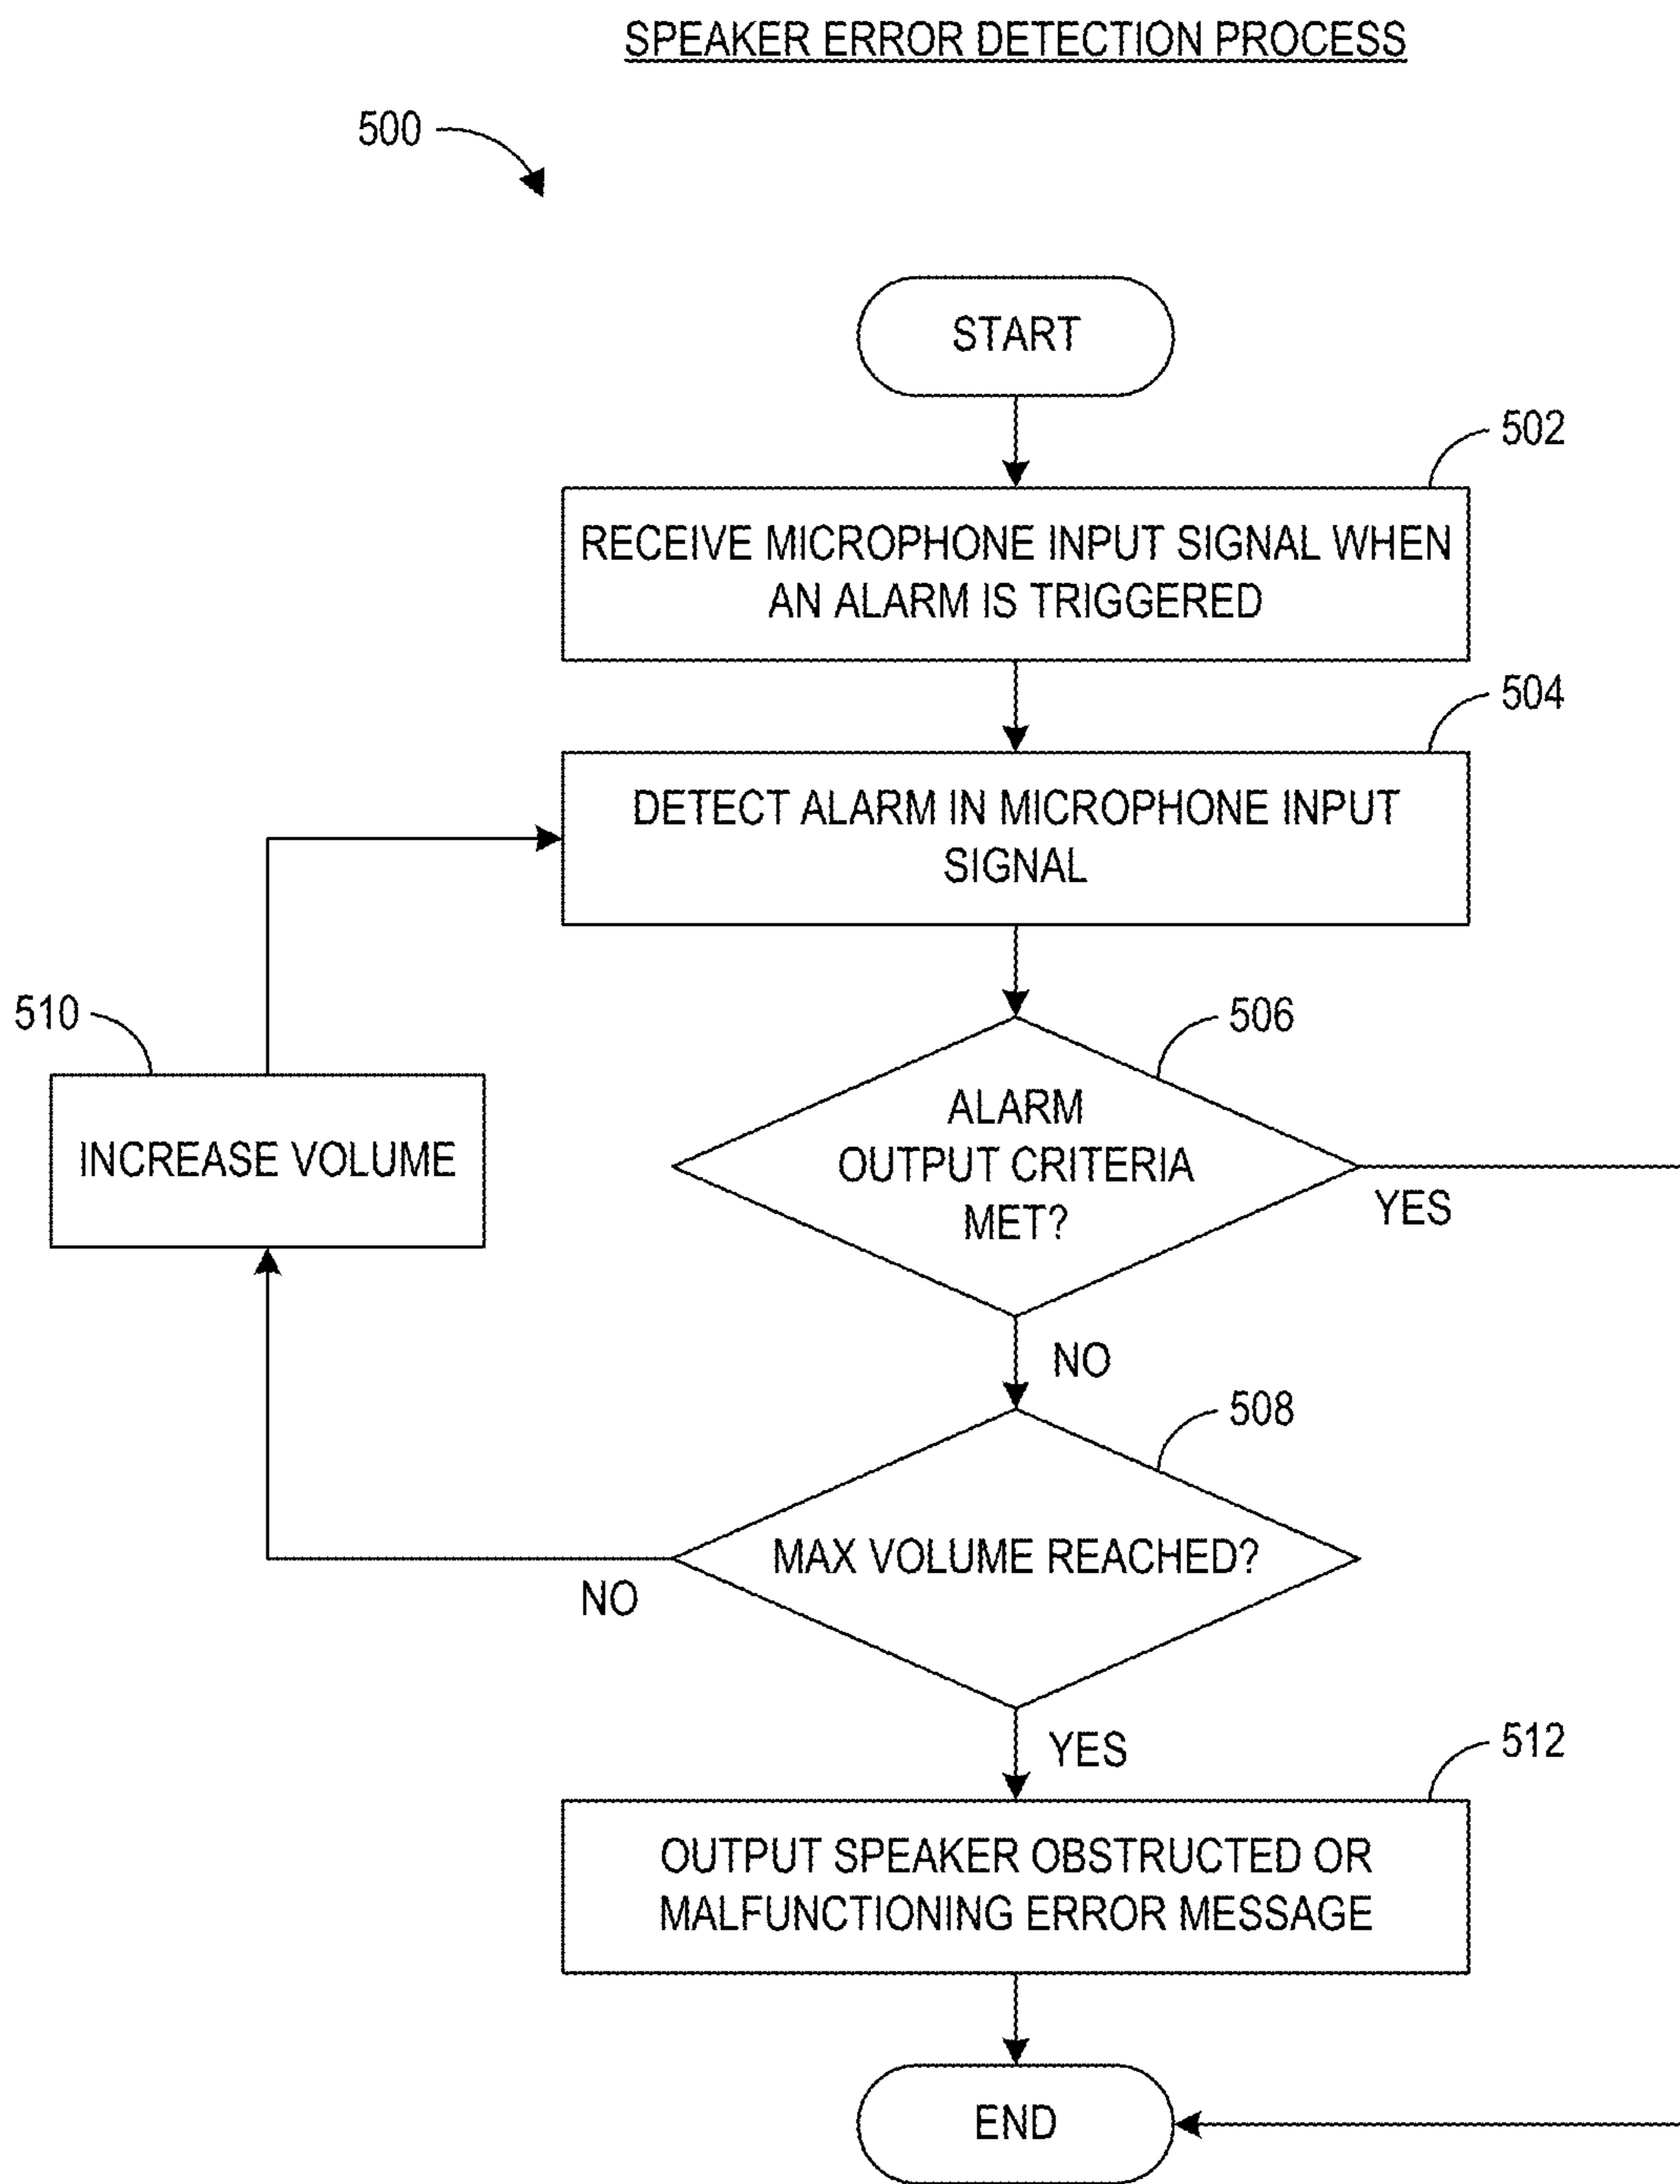 SPEAKER ERROR DETECTION PROCESS
500
START
502
RECEIVE MICROPHONE INPUT SIGNAL WHEN
AN ALARM IS TRIGGERED
504
DETECT ALARM IN MICROPHONE INPUT
SIGNAL
510
INCREASE VOLUME
506
ALARM
OUTPUT CRITERIA
MET?
YES
NO
508
MAX VOLUME REACHED?
NO
YES
512
OUTPUT SPEAKER OBSTRUCTED OR
MALFUNCTIONING ERROR MESSAGE
END